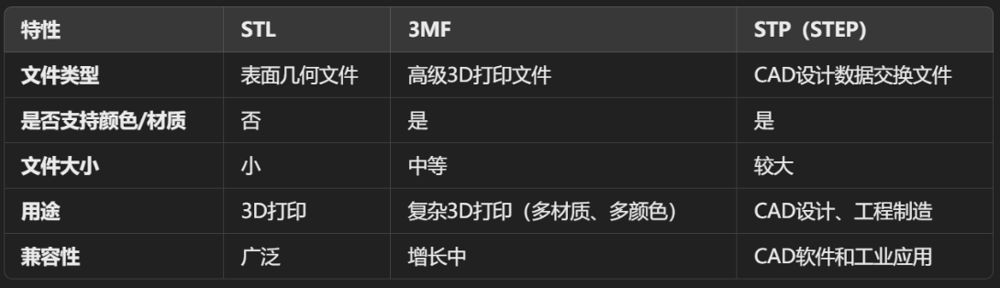 特性 STL 3MF STP（STEP）
文件类型 表面几何文件 高级3D打印文件 CAD设计数据交换文件
是否支持颜色/材质 否 是 是
文件大小 小 中等 较大
用途 3D打印 复杂3D打印（多材质、多颜色） CAD设计、工程制造
兼容性 广泛 增长中 CAD软件和工业应用